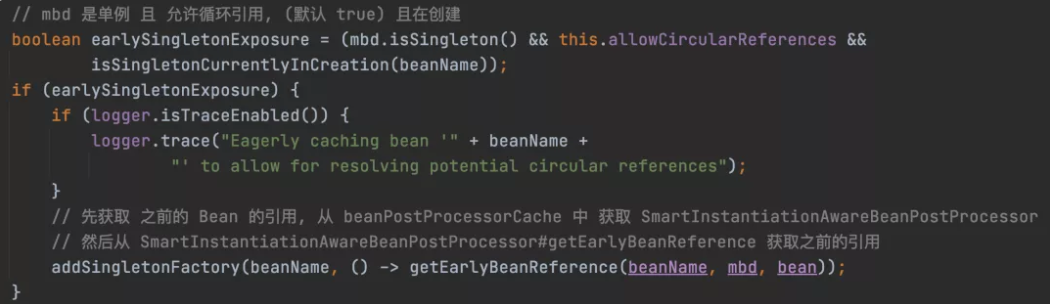 // mbd 是单例 且 允许循环引用, (默认 true) 且在创建
boolean earlySingletonExposure = (mbd.isSingleton() && this.allowCircularReferences &&
        isSingletonCurrentlyInCreation(beanName));
if (earlySingletonExposure) {
    if (logger.isTraceEnabled()) {
        logger.trace("Eagerly caching bean '" + beanName +
                "' to allow for resolving potential circular references");
    }
    // 先获取 之前的 Bean 的引用, 从 beanPostProcessorCache 中 获取 SmartInstantiationAwareBeanPostProcessor
    // 然后从 SmartInstantiationAwareBeanPostProcessor#getEarlyBeanReference 获取之前的引用
    addSingletonFactory(beanName, () -> getEarlyBeanReference(beanName, mbd, bean));
}